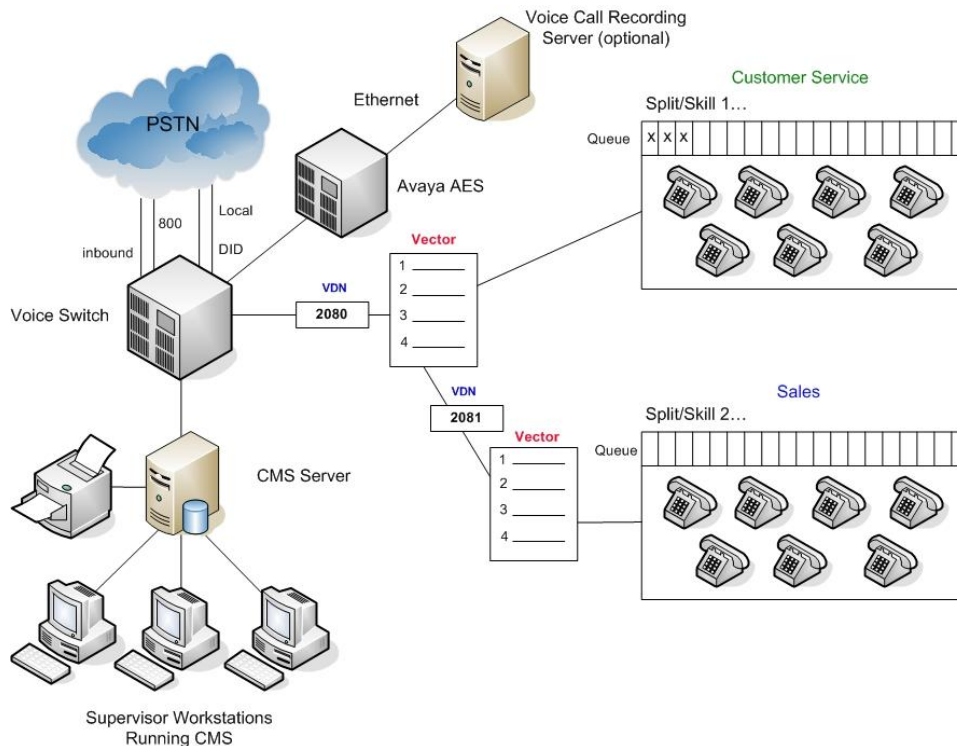 Voice Call Recording
Server (optional)
Ethernet
PSTN
Avaya AES
800
Local
inbound
DID
Voice Switch
VDN
2080
Vector
1
2
3
4
Customer Service
Split/Skill 1...
Queue
X X X
VDN
2081
Vector
1
2
3
4
Sales
Split/Skill 2...
Queue
CMS Server
Supervisor Workstations
Running CMS